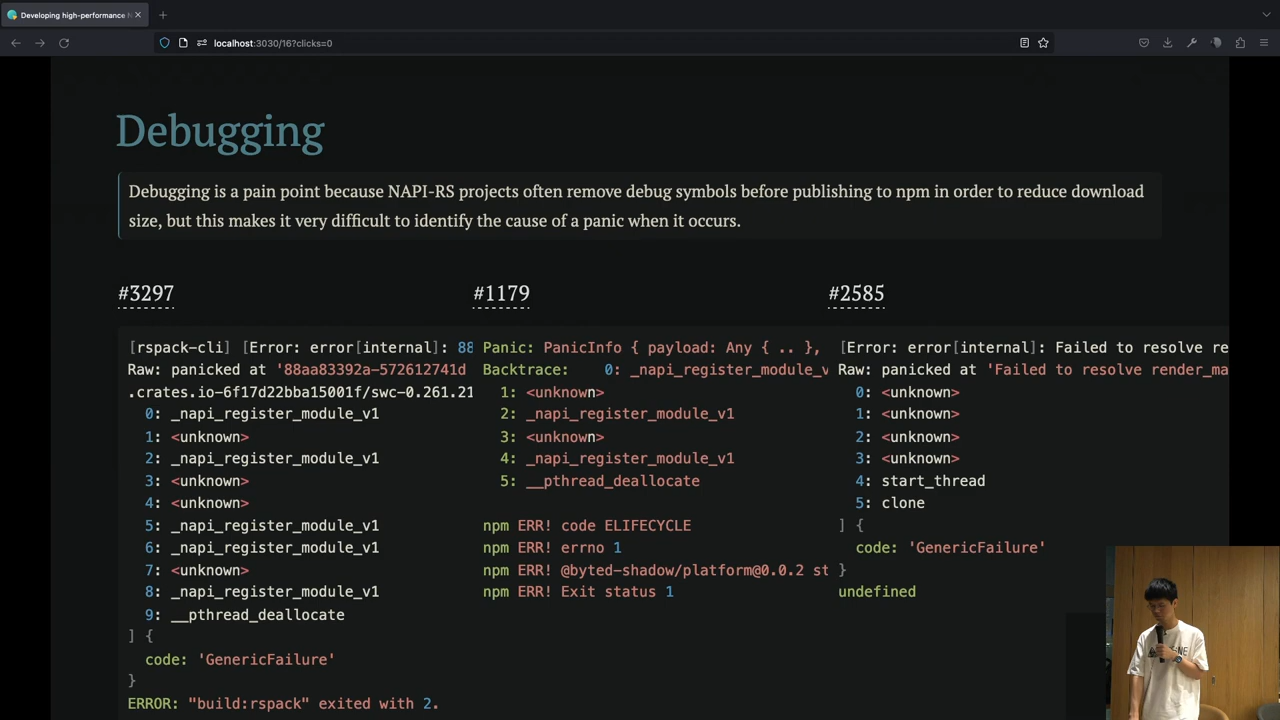 Developing high-performance
localhost:3030/16?clicks=0
Debugging
Debugging is a pain point because NAPI-RS projects often remove debug symbols before publishing to npm in order to reduce download
size, but this makes it very difficult to identify the cause of a panic when it occurs.
#3297
[rspack-cli] [Error: error[internal]: 88
Raw: panicked at '88aa83392a-572612741d
.crates.io-6f17d22bba15001f/swc-0.261.21
0: _napi_register_module_v1
1: <unknown>
2: _napi_register_module_v1
3: <unknown>
4: <unknown>
5: _napi_register_module_v1
6: _napi_register_module_v1
7: <unknown>
8: _napi_register_module_v1
9: __pthread_deallocate
] {
code: 'GenericFailure'
}
ERROR: "build:rspack" exited with 2.
#1179
Panic: PanicInfo { payload: Any { .. },
Backtrace: 0: _napi_register_module_v
1: <unknown>
2: _napi_register_module_v1
3: <unknown>
4: _napi_register_module_v1
5: __pthread_deallocate
npm ERR! code ELIFECYCLE
npm ERR! errno 1
npm ERR! @byted-shadow/platform@0.0.2 st
npm ERR! Exit status 1
#2585
[Error: error[internal]: Failed to resolve re
Raw: panicked at 'Failed to resolve render_ma
0: <unknown>
1: <unknown>
2: <unknown>
3: <unknown>
4: start_thread
5: clone
] {
code: 'GenericFailure'
}
undefined